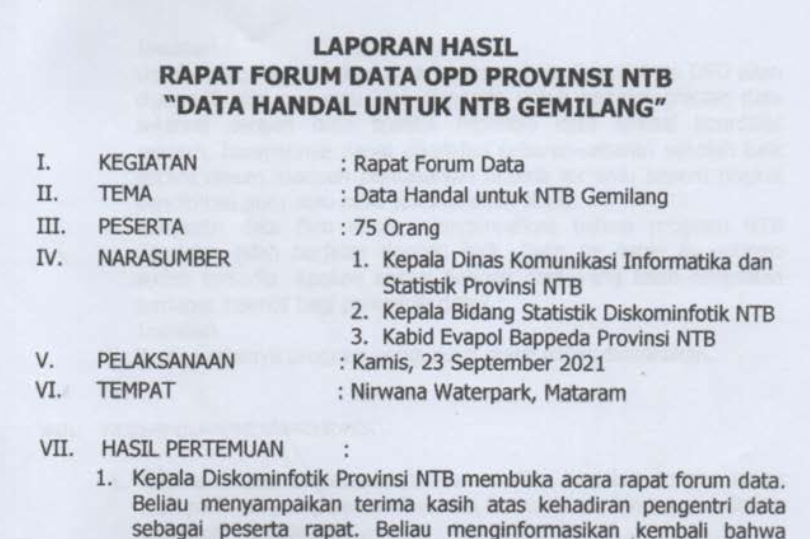 LAPORAN HASIL
RAPAT FORUM DATA OPD PROVINSI NTB
"DATA HANDAL UNTUK NTB GEMILANG"
I. KEGIATAN : Rapat Forum Data
II. TEMA : Data Handal untuk NTB Gemilang
III. PESERTA : 75 Orang
IV. NARASUMBER : 1. Kepala Dinas Komunikasi Informatika dan
Statistik Provinsi NTB
2. Kepala Bidang Statistik Diskominfotik NTB
3. Kabid Evapol Bappeda Provinsi NTB
V. PELAKSANAAN : Kamis, 23 September 2021
VI. TEMPAT : Nirwana Waterpark, Mataram
VII. HASIL PERTEMUAN :
1. Kepala Diskominfotik Provinsi NTB membuka acara rapat forum data.
Beliau menyampaikan terima kasih atas kehadiran pengentri data
sebagai peserta rapat. Beliau menginformasikan kembali bahwa